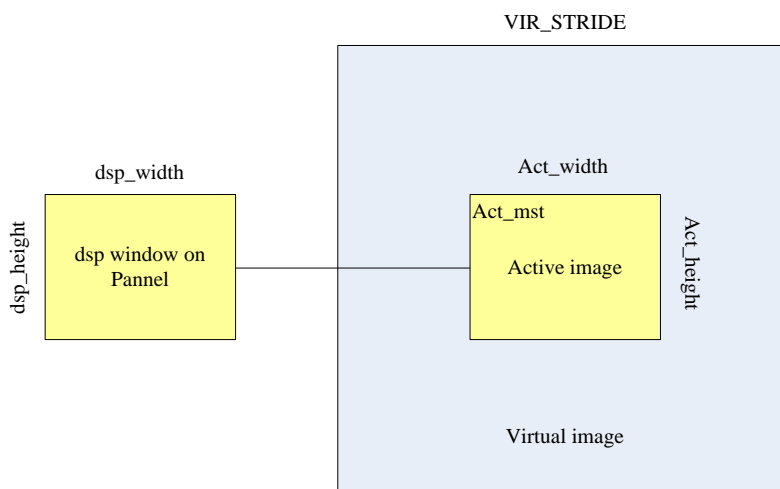 VIR_STRIDE
dsp_width
Act_width
dsp_height
dsp window on
Pannel
Act_mst
Active image
Act_height
Virtual image